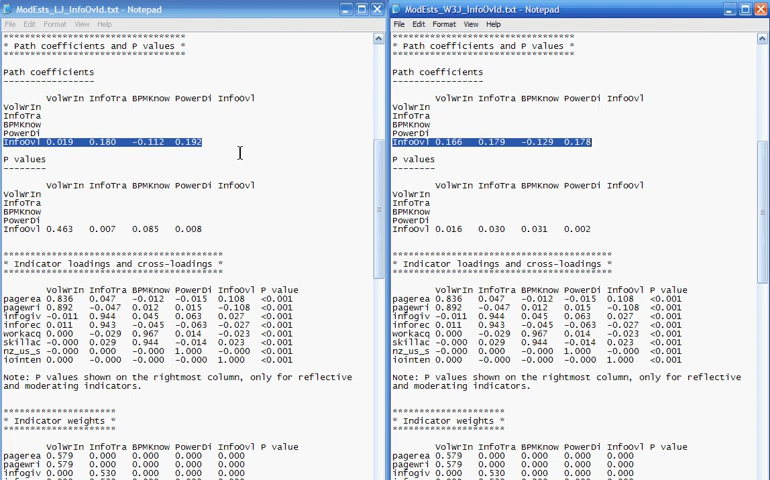 ModEsts_LJ_InfoOvld.txt - Notepad
File Edit Format View Help
*******************************
* Path coefficients and P values *
*******************************
Path coefficients
----------------
VolWrIn InfoTra BPMKnow PowerDi InfoOvl
VolWrIn
InfoTra
BPMKnow
PowerDi
InfoOvl 0.019 0.180 -0.112 0.192
P values
--------
VolWrIn InfoTra BPMKnow PowerDi InfoOvl
VolWrIn
InfoTra
BPMKnow
PowerDi
InfoOvl 0.463 0.007 0.085 0.008
**************************************
* Indicator loadings and cross-loadings *
**************************************
VolWrIn InfoTra BPMKnow PowerDi InfoOvl P value
pagerea 0.836 0.047 -0.012 -0.015 0.108 <0.001
pagewri 0.892 -0.047 0.012 0.015 -0.108 <0.001
infogiv -0.011 0.944 0.045 0.063 0.027 <0.001
inforec 0.011 0.943 -0.045 -0.063 -0.027 <0.001
workacq 0.000 -0.029 0.967 0.014 -0.023 <0.001
skillac -0.000 0.029 0.944 -0.014 0.023 <0.001
nz_us_s -0.000 0.000 -0.000 1.000 -0.000 <0.001
iointen 0.000 -0.000 -0.000 -0.000 1.000 <0.001
Note: P values shown on the rightmost column, only for reflective
and moderating indicators.
********************
* Indicator weights *
********************
VolWrIn InfoTra BPMKnow PowerDi InfoOvl P value
pagerea 0.579 0.000 0.000 0.000 0.000
pagewri 0.579 0.000 0.000 0.000 0.000
infogiv 0.000 0.530 0.000 0.000 0.000
ModEsts_W3J_InfoOvld.txt - Notepad
File Edit Format View Help
*******************************
* Path coefficients and P values *
*******************************
Path coefficients
----------------
VolWrIn InfoTra BPMKnow PowerDi InfoOvl
VolWrIn
InfoTra
BPMKnow
PowerDi
InfoOvl 0.166 0.179 -0.129 0.178
P values
--------
VolWrIn InfoTra BPMKnow PowerDi InfoOvl
VolWrIn
InfoTra
BPMKnow
PowerDi
InfoOvl 0.016 0.030 0.031 0.002
**************************************
* Indicator loadings and cross-loadings *
**************************************
VolWrIn InfoTra BPMKnow PowerDi InfoOvl P value
pagerea 0.836 0.047 -0.012 -0.015 0.108 <0.001
pagewri 0.892 -0.047 0.012 0.015 -0.108 <0.001
infogiv -0.011 0.944 0.045 0.063 0.027 <0.001
inforec 0.011 0.943 -0.045 -0.063 -0.027 <0.001
workacq 0.000 -0.029 0.967 0.014 -0.023 <0.001
skillac -0.000 0.029 0.944 -0.014 0.023 <0.001
nz_us_s -0.000 0.000 -0.000 1.000 -0.000 <0.001
iointen 0.000 -0.000 -0.000 -0.000 1.000 <0.001
Note: P values shown on the rightmost column, only for reflective
and moderating indicators.
********************
* Indicator weights *
********************
VolWrIn InfoTra BPMKnow PowerDi InfoOvl P value
pagerea 0.579 0.000 0.000 0.000 0.000
pagewri 0.579 0.000 0.000 0.000 0.000
infogiv 0.000 0.530 0.000 0.000 0.000